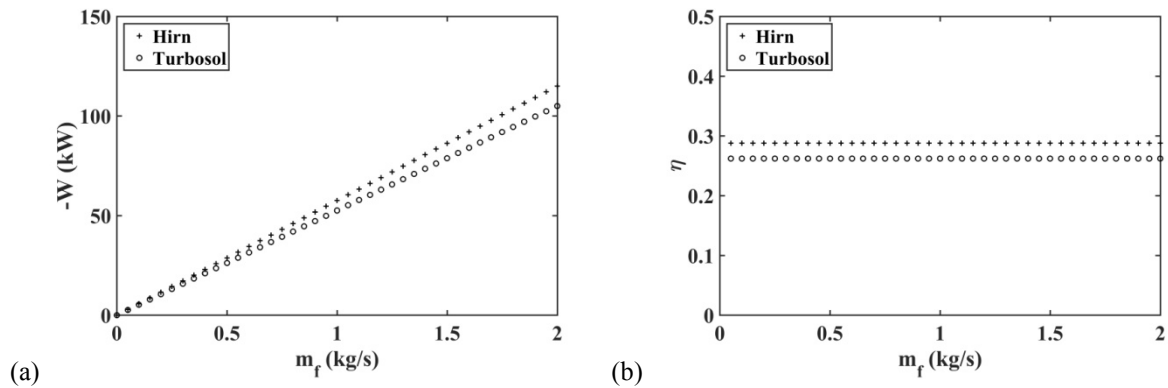 150
100
50
0
-W (kW)
+ Hirn
○ Turbosol
0 0.5 1 1.5 2
m_f (kg/s)
(a)
0.5
0.4
0.3
0.2
0.1
0
η
+ Hirn
○ Turbosol
0.5 1 1.5 2
m_f (kg/s)
(b)